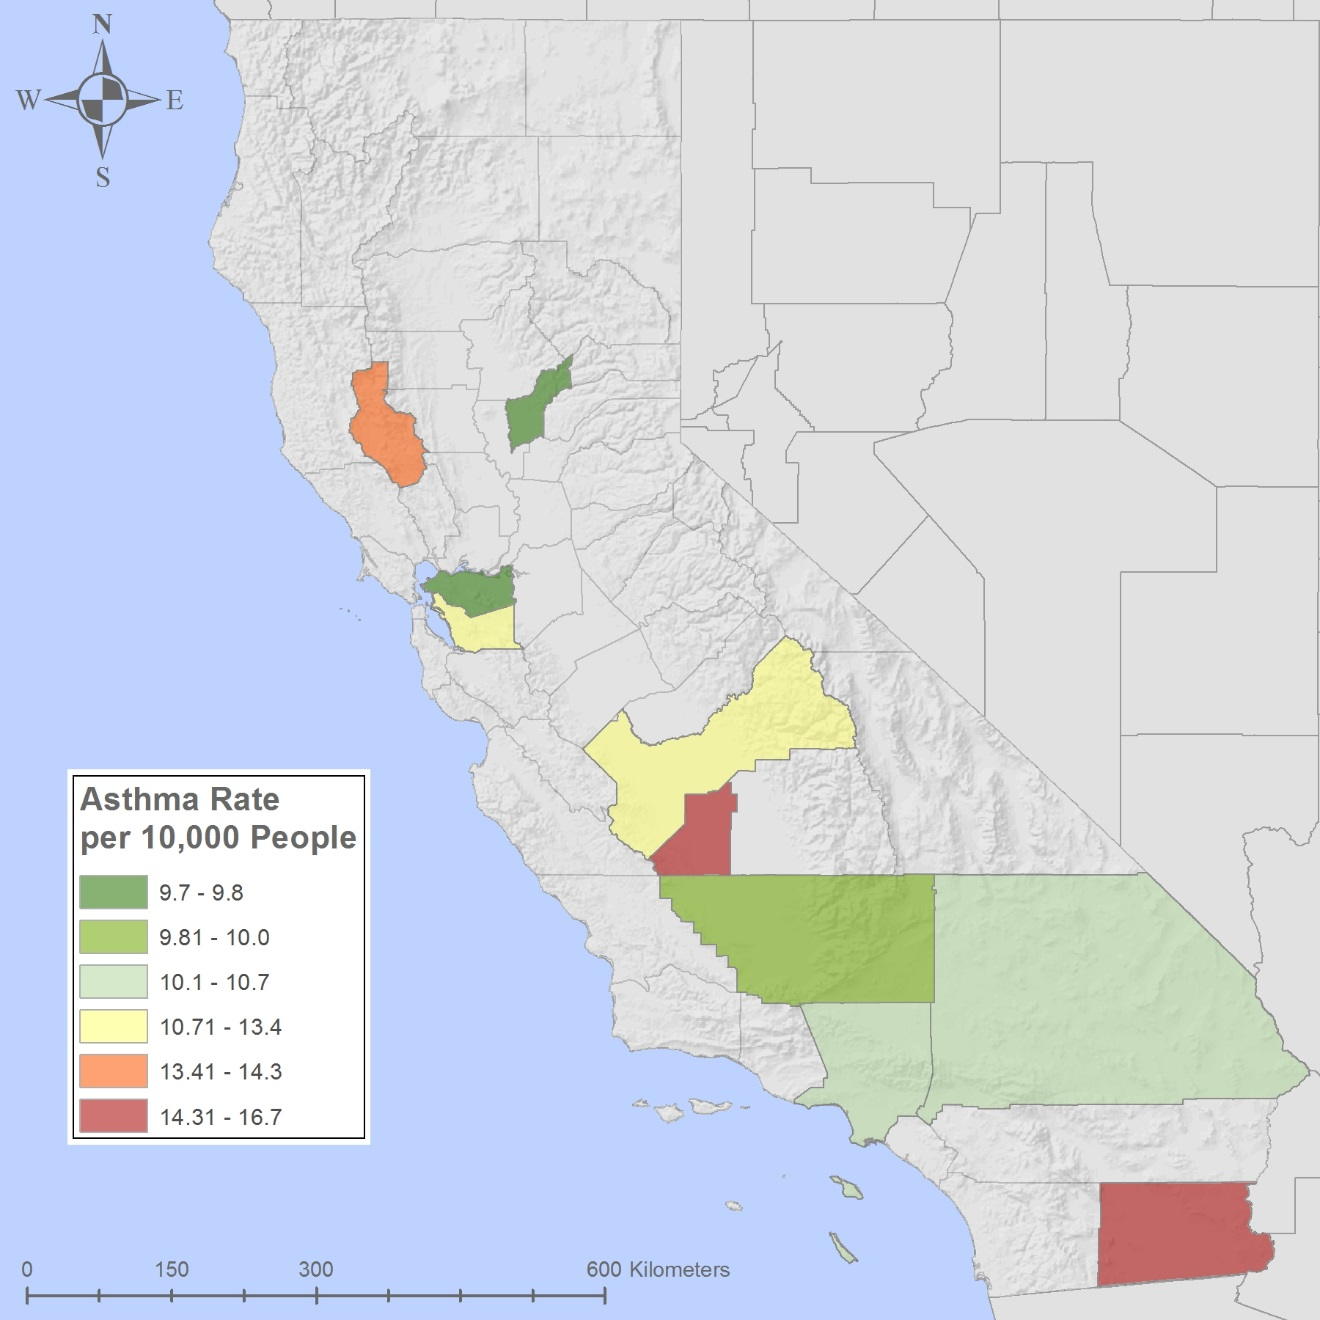 N
W E
S
Asthma Rate
per 10,000 People
9.7 - 9.8
9.81 - 10.0
10.1 - 10.7
10.71 - 13.4
13.41 - 14.3
14.31 - 16.7
0 150 300 600 Kilometers